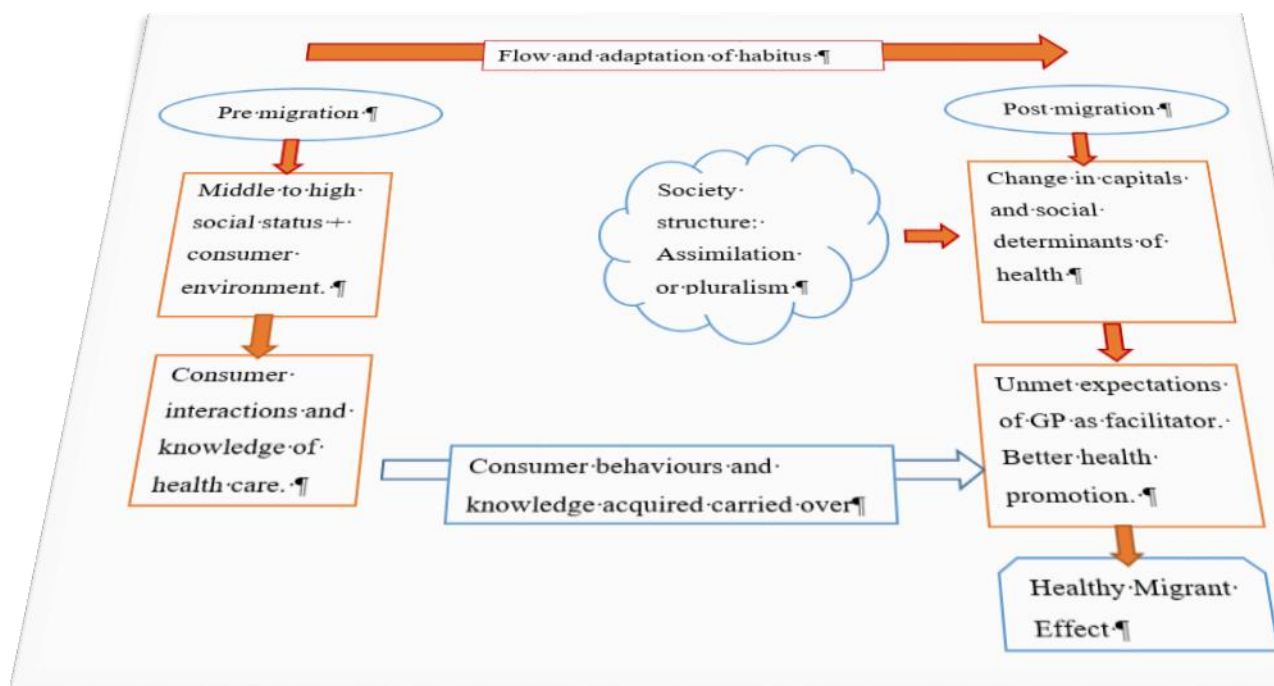 Flow·and·adaptation·of·habitus·¶
Pre·migration·¶
Post·migration·¶
Middle·to·high·
social·status·+·
consumer·
environment.·¶
Society·
structure:·
Assimilation·
or·pluralism·¶
Change·in·capitals·
and·social·
determinants·of·
health·¶
Consumer·
interactions·and·
knowledge·of·
health·care.·¶
Consumer·behaviours·and·
knowledge·acquired·carried·over¶
Unmet·expectations·
of·GP·as·facilitator.·
Better·health·
promotion.·¶
Healthy·Migrant·
Effect·¶